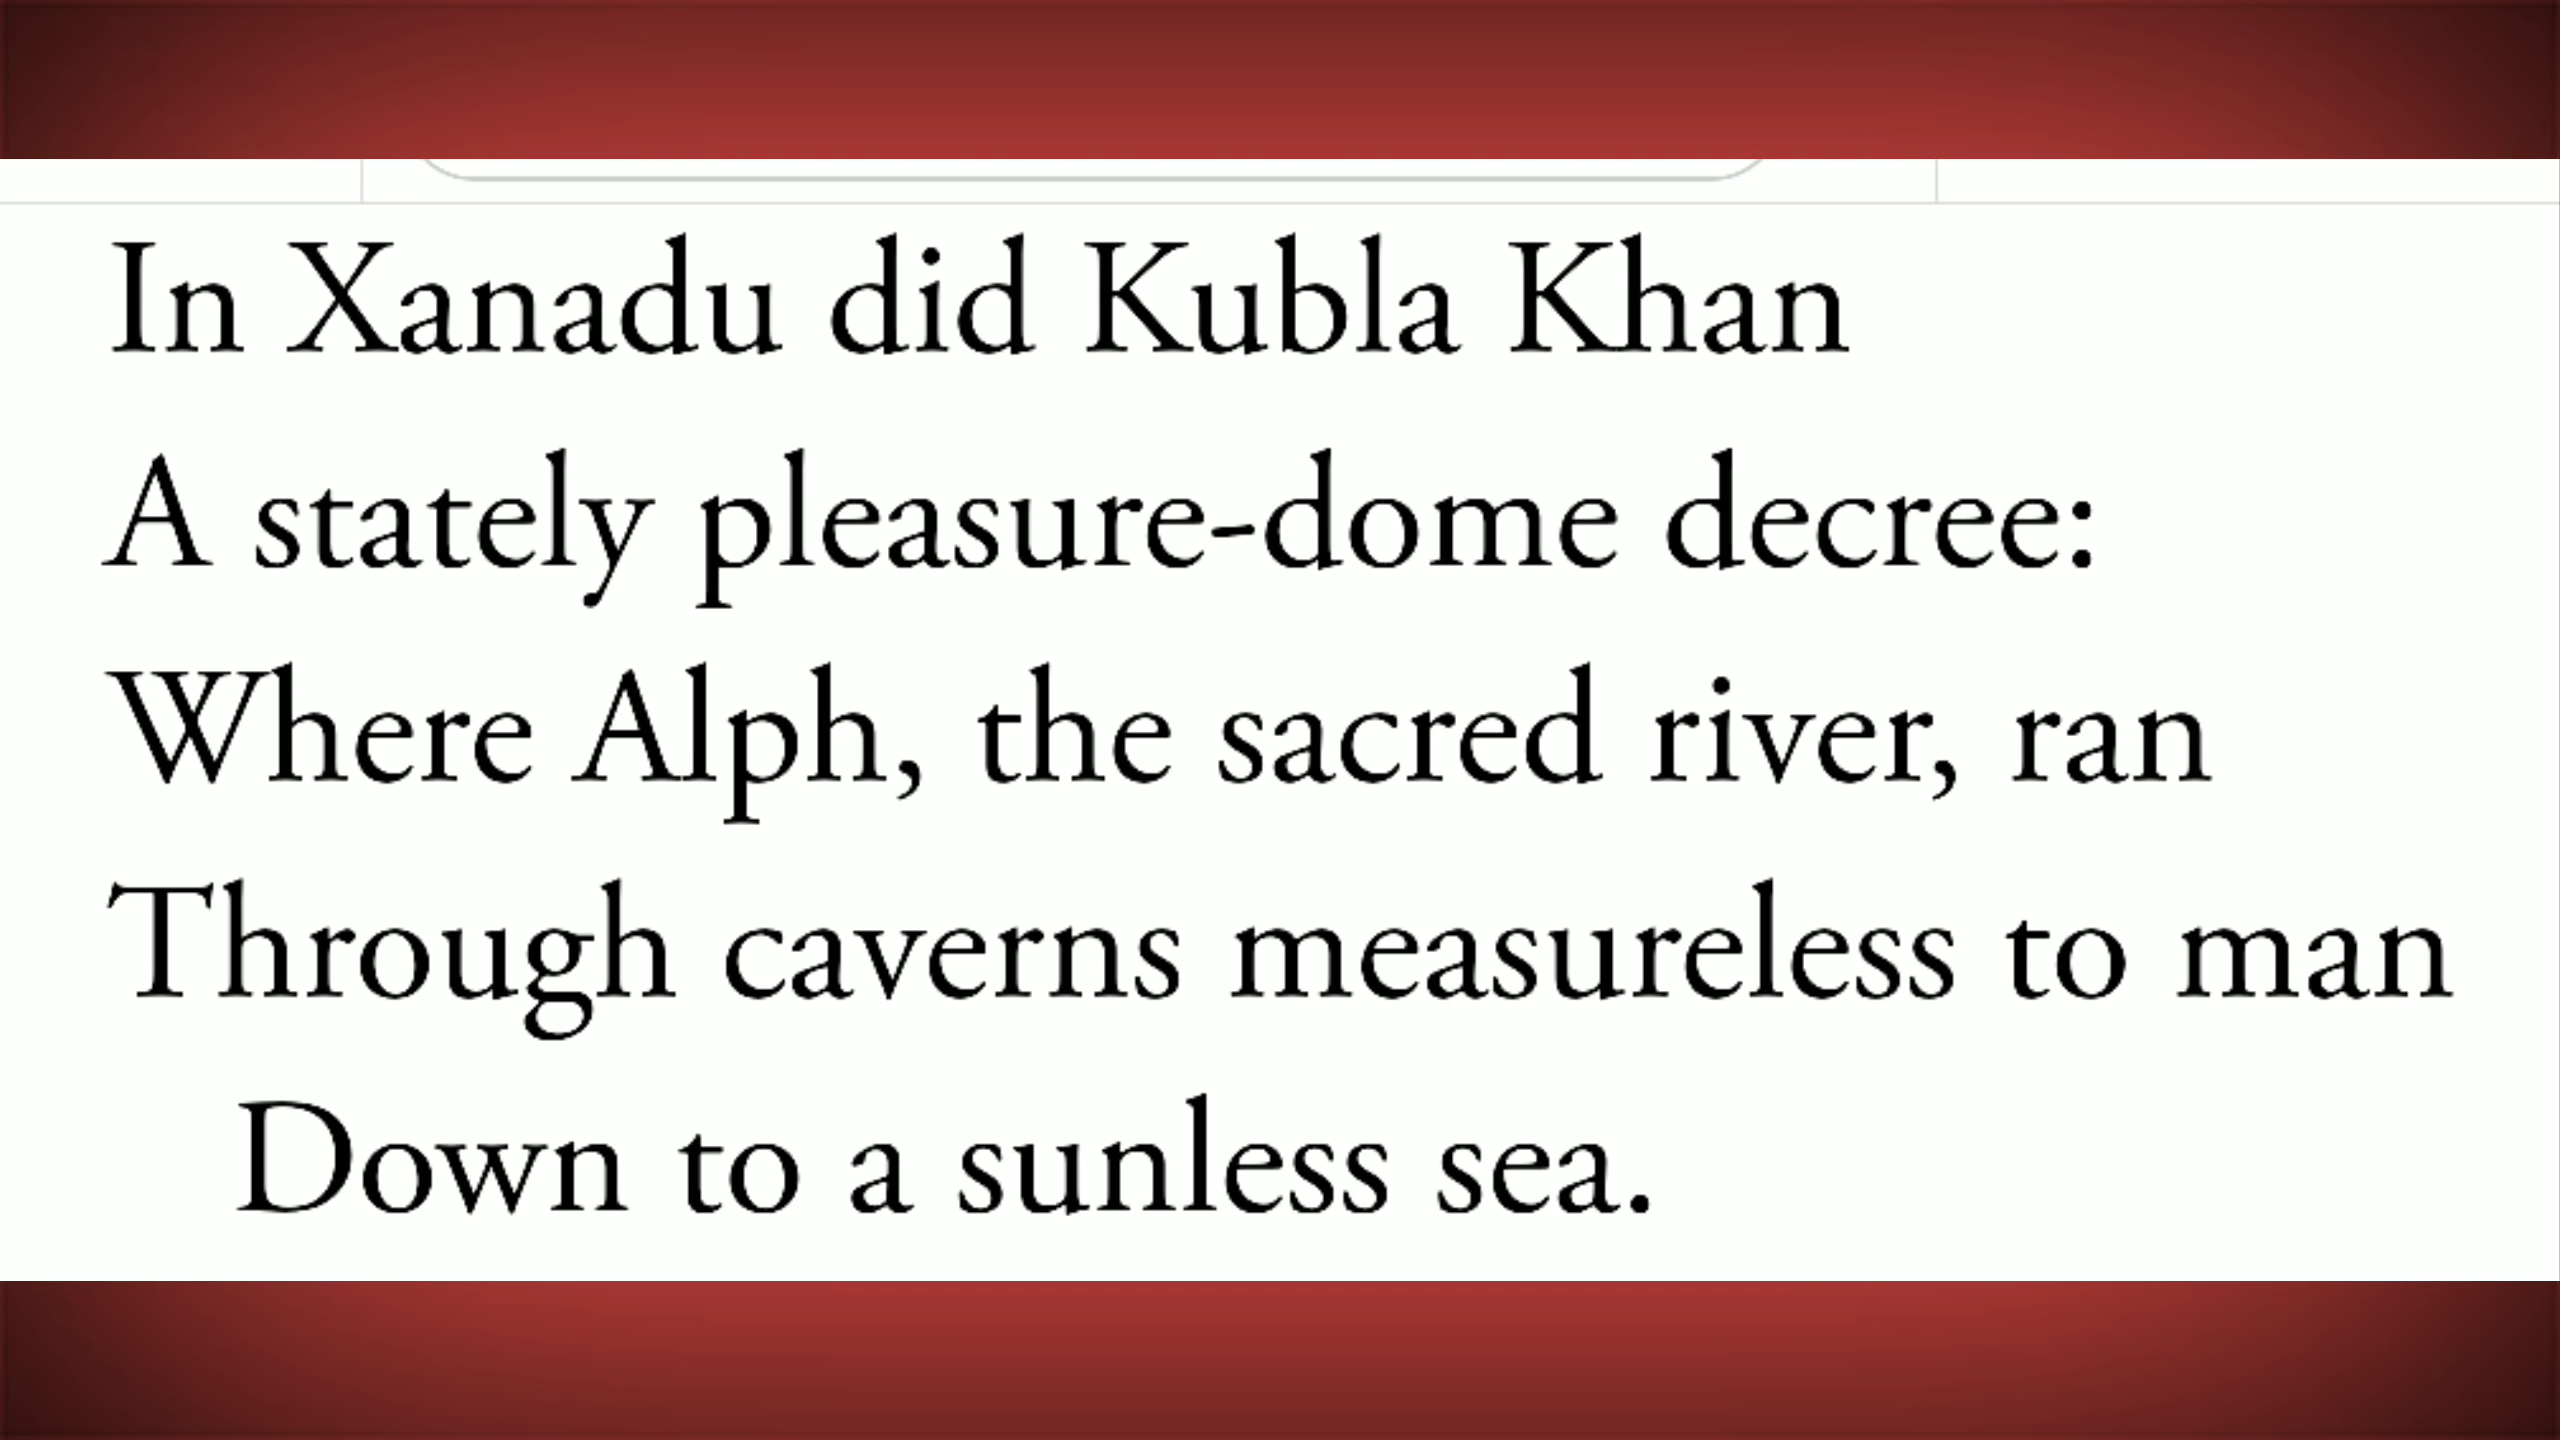 In Xanadu did Kubla Khan
A stately pleasure-dome decree:
Where Alph, the sacred river, ran
Through caverns measureless to man
Down to a sunless sea.